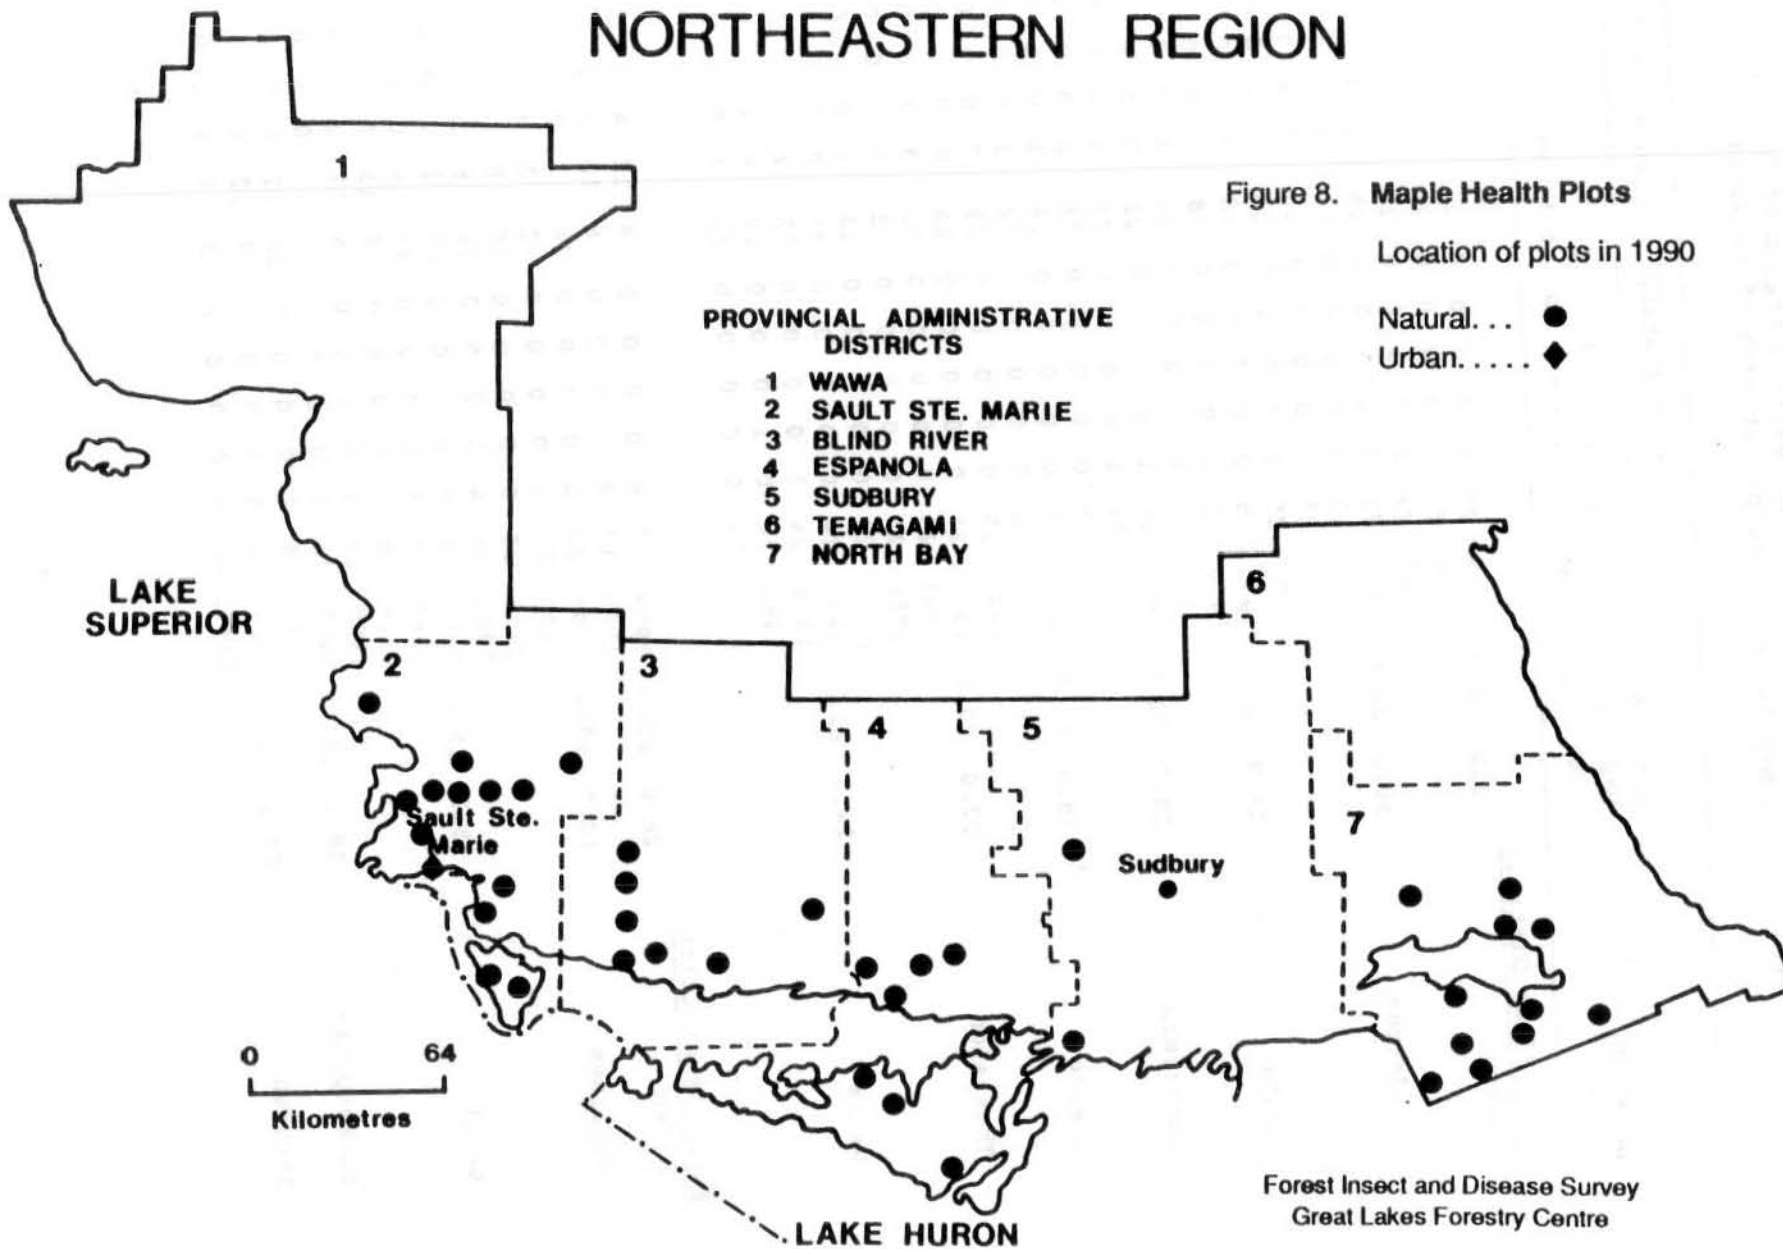 NORTHEASTERN REGION
1
Figure 8. Maple Health Plots
Location of plots in 1990
Natural...
Urban.....
PROVINCIAL ADMINISTRATIVE
DISTRICTS
1 WAWA
2 SAULT STE. MARIE
3 BLIND RIVER
4 ESPANOLA
5 SUDBURY
6 TEMAGAMI
7 NORTH BAY
LAKE
SUPERIOR
6
2
3
4
5
7
Sault Ste.
Marie
Sudbury
0 64
Kilometres
LAKE HURON
Forest Insect and Disease Survey
Great Lakes Forestry Centre